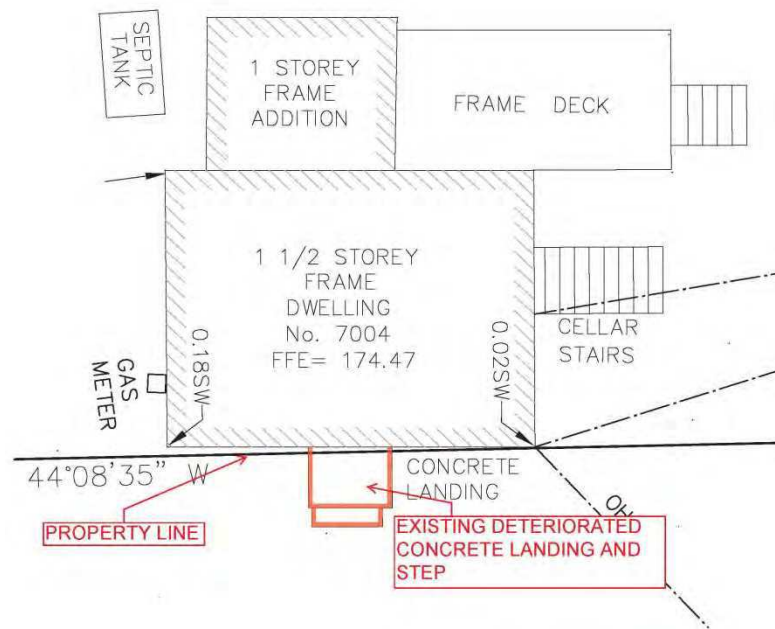 SEPTIC
TANK
1 STOREY
FRAME
ADDITION
FRAME DECK
1 1/2 STOREY
FRAME
DWELLING
No. 7004
FFE= 174.47
CELLAR
STAIRS
0.18SW
0.02SW
GAS
METER
44°08'35" W
CONCRETE
LANDING
OH
PROPERTY LINE
EXISTING DETERIORATED
CONCRETE LANDING AND
STEP